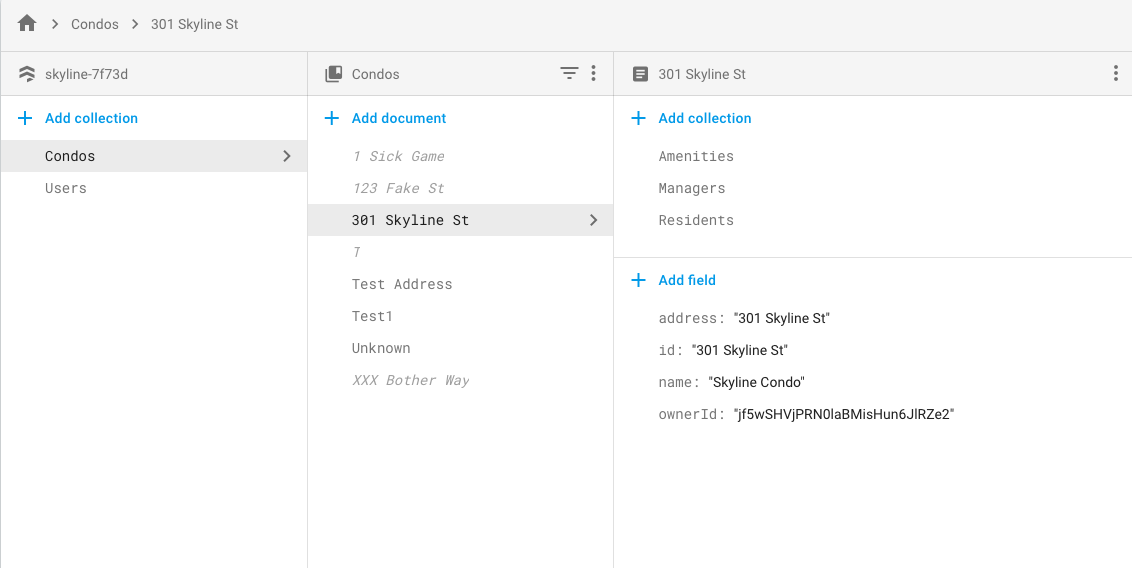 Condos
301 Skyline St
skyline-7f73d
Add collection
Condos
Users
Condos
Add document
1 Sick Game
123 Fake St
301 Skyline St
T
Test Address
Test1
Unknown
XXX Bother Way
301 Skyline St
Add collection
Amenities
Managers
Residents
Add field
address: "301 Skyline St"
id: "301 Skyline St"
name: "Skyline Condo"
ownerId: "jf5wSHVjPRN0laBMisHun6JlRZe2"